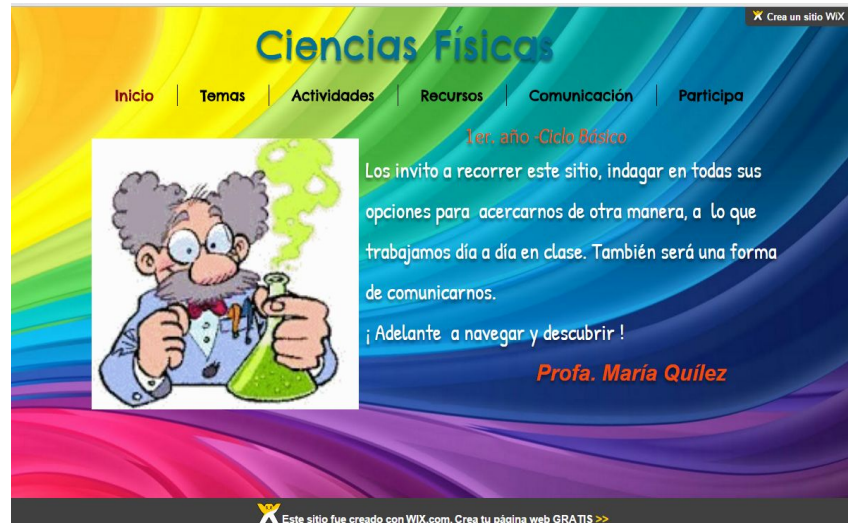 Crea un sitio WiX
Ciencias Físicas
Inicio
Temas
Actividades
Recursos
Comunicación
Participa
1er. año -Ciclo Básico
Los invito a recorrer este sitio, indagar en todas sus
opciones para acercarnos de otra manera, a lo que
trabajamos día a día en clase. También será una forma
de comunicarnos.
¡ Adelante a navegar y descubrir !
Profa. María Quílez
Este sitio fue creado con WIX.com. Crea tu página web GRATIS >>